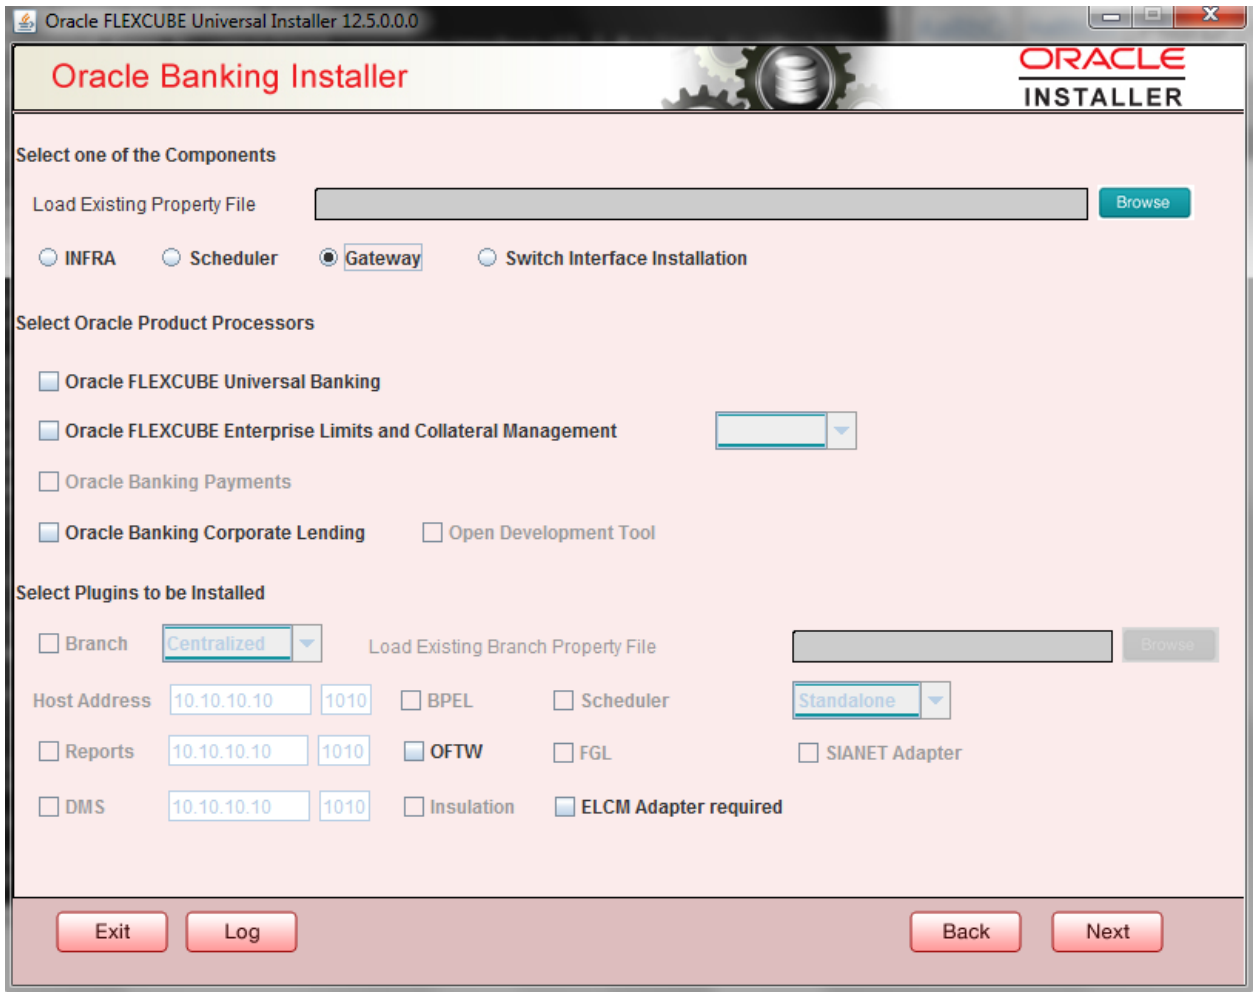 Oracle FLEXCUBE Universal Installer 12.5.0.0.0
Oracle Banking Installer
ORACLE
INSTALLER
Select one of the Components
Load Existing Property File Browse
INFRA Scheduler Gateway Switch Interface Installation
Select Oracle Product Processors
Oracle FLEXCUBE Universal Banking
Oracle FLEXCUBE Enterprise Limits and Collateral Management
Oracle Banking Payments
Oracle Banking Corporate Lending Open Development Tool
Select Plugins to be Installed
Branch Centralized Load Existing Branch Property File Browse
Host Address 10.10.10.10 1010 BPEL Scheduler Standalone
Reports 10.10.10.10 1010 OFTW FGL SIANET Adapter
DMS 10.10.10.10 1010 Insulation ELCM Adapter required
Exit Log Back Next